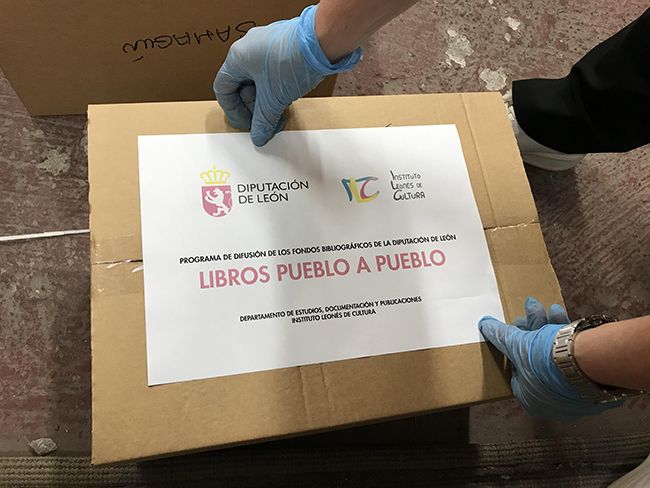 SAHAGÚN
DIPUTACIÓN
DE LEÓN
INSTITUTO
LEONÉS DE
CULTURA
PROGRAMA DE DIFUSIÓN DE LOS FONDOS BIBLIOGRÁFICOS DE LA DIPUTACIÓN DE LEÓN
LIBROS PUEBLO A PUEBLO
DEPARTAMENTO DE ESTUDIOS, DOCUMENTACIÓN Y PUBLICACIONES
INSTITUTO LEONÉS DE CULTURA